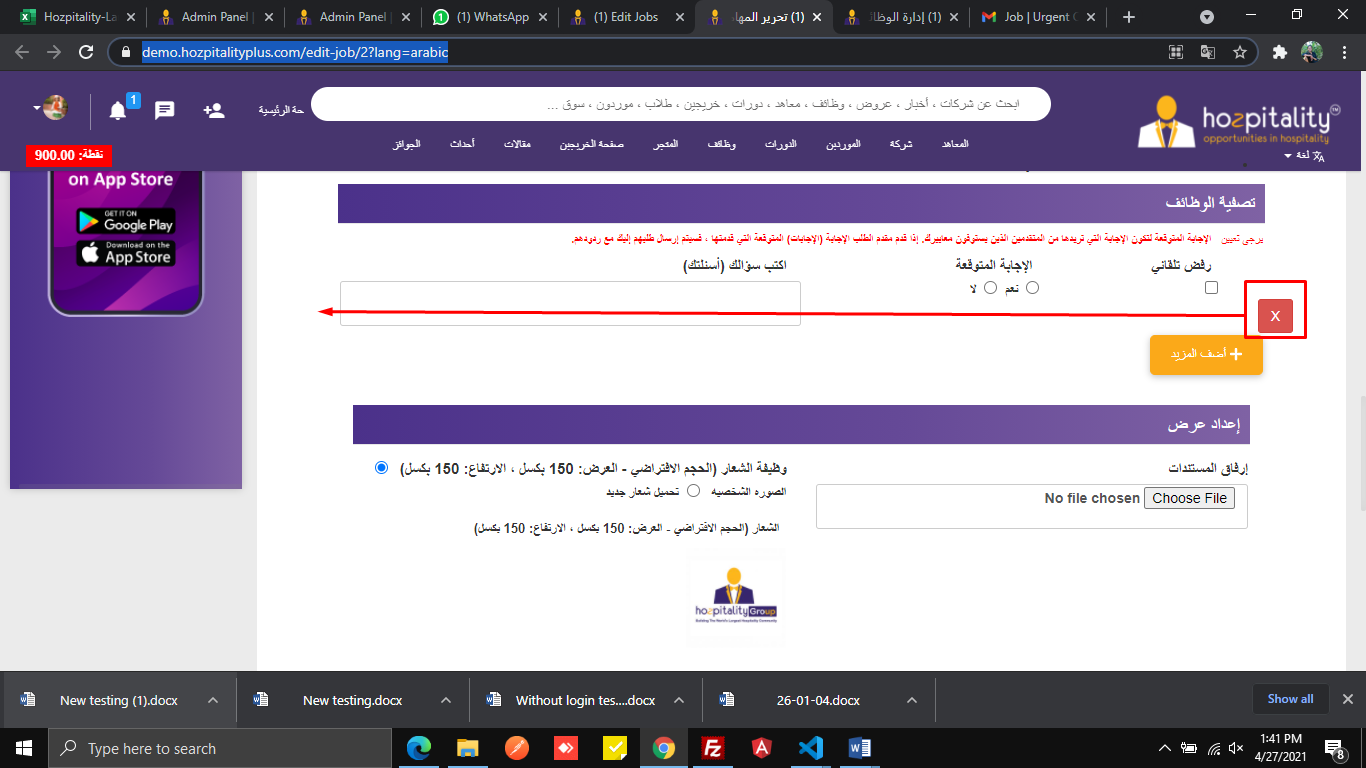 Hozpitality-La
Admin Panel |
Admin Panel |
(1) WhatsApp
(1) Edit Jobs
(1) تحرير المها
(1) إدارة الوظائ
Job | Urgent
demo.hozpitalityplus.com/edit-job/2?lang=arabic
1
حة الرئيسية
ابحث عن شركات ، أخبار ، عروض ، وظائف ، معاهد ، دورات ، خريجين ، طلاب ، موردون ، سوق ...
hozpitality™
opportunities in hospitality
المعاهد
شركة
الموردين
الدورات
وظائف
المتجر
صفحة الخريجين
مقالات
أحداث
الجوائز
لغة
نقطة: 900.00
on App Store
GET IT ON
Google Play
Download on the
App Store
تصفية الوظائف
يرجى تعيين الإجابة المتوقعة لتكون الإجابة التي تريدها من المتقدمين الذين يستوفون معاييرك. إذا قدم مقدم الطلب الإجابة (الإجابات) المتوقعة التي قدمتها ، فسيتم إرسال طلبهم إليك مع ردودهم.
رفض تلقائي
الإجابة المتوقعة
اكتب سؤالك (أسئلتك)
نعم
لا
X
+ أضف المزيد
إعداد عرض
إرفاق المستندات
وظيفة الشعار (الحجم الافتراضي - العرض: 150 بكسل ، الارتفاع: 150 بكسل)
Choose File No file chosen
الصوره الشخصيه
تحميل شعار جديد
الشعار (الحجم الافتراضي - العرض: 150 بكسل ، الارتفاع: 150 بكسل)
hozpitality Group
Building The World's Largest Hospitality Community
New testing (1).docx
New testing.docx
Without login tes....docx
26-01-04.docx
Show all
Type here to search
1:41 PM
4/27/2021
8